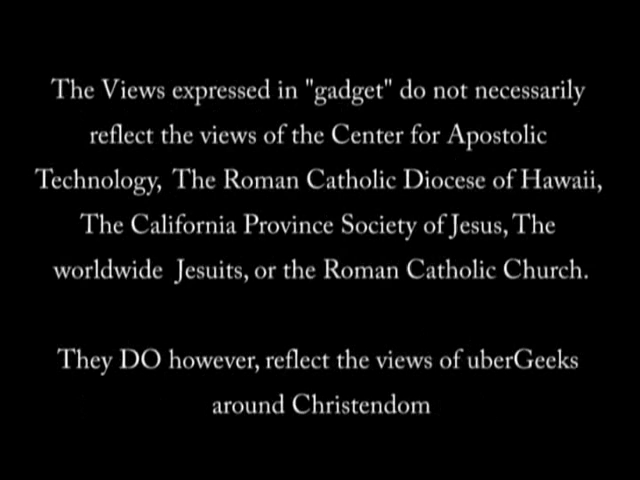 The Views expressed in "gadget" do not necessarily
reflect the views of the Center for Apostolic
Technology, The Roman Catholic Diocese of Hawaii,
The California Province Society of Jesus, The
worldwide Jesuits, or the Roman Catholic Church.
They DO however, reflect the views of uberGeeks
around Christendom